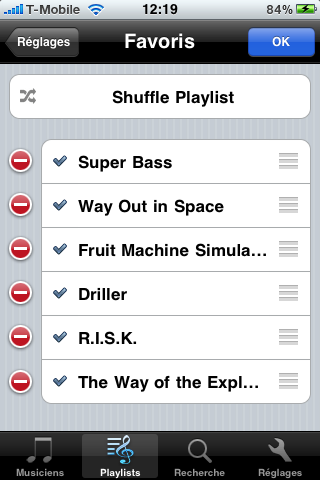 T-Mobile 12:19 84%
Réglages Favoris OK
Shuffle Playlist
Super Bass
Way Out in Space
Fruit Machine Simula...
Driller
R.I.S.K.
The Way of the Expl...
Musiciens Playlists Recherche Réglages